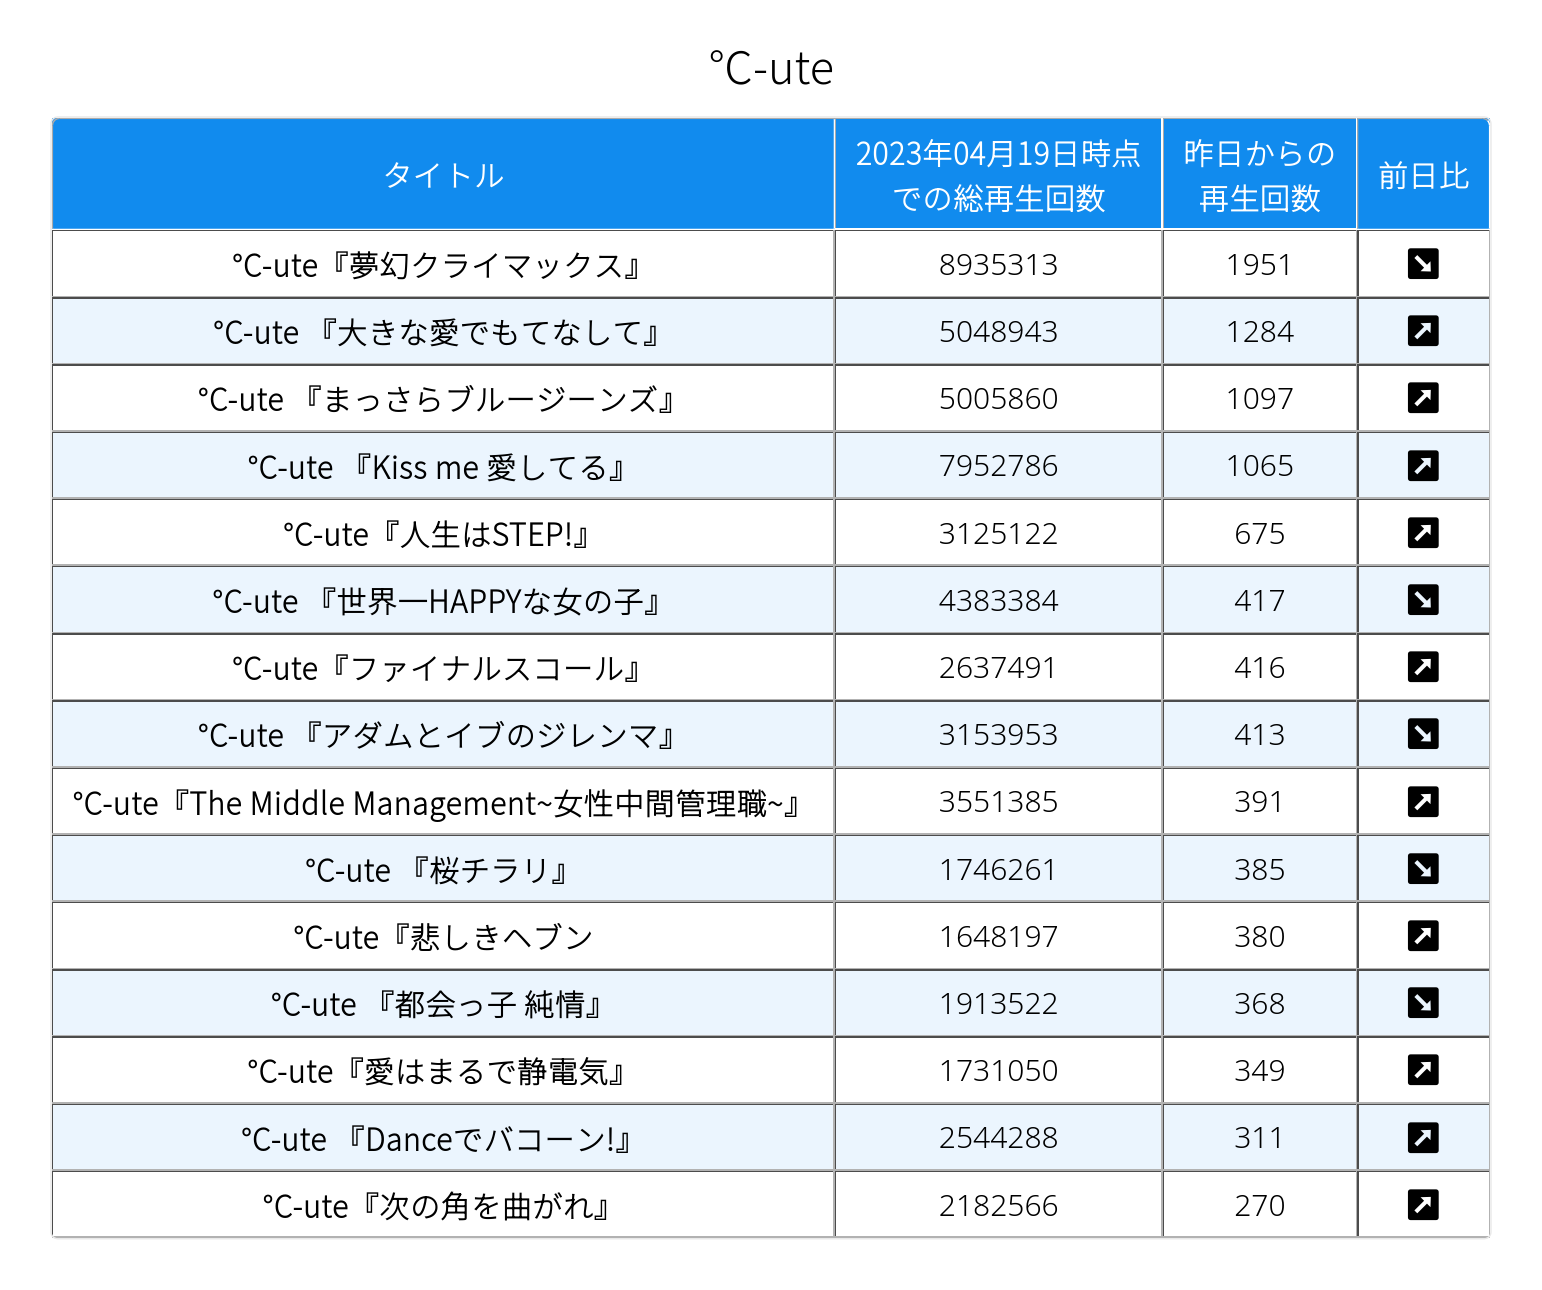 ℃-ute
タイトル
2023年04月19日時点
での総再生回数
昨日からの
再生回数
前日比
℃-ute『夢幻クライマックス』 8935313 1951 ↘
℃-ute 『大きな愛でもてなして』 5048943 1284 ↗
℃-ute 『まっさらブルージーンズ』 5005860 1097 ↗
℃-ute 『Kiss me 愛してる』 7952786 1065 ↗
℃-ute『人生はSTEP!』 3125122 675 ↗
℃-ute 『世界一HAPPYな女の子』 4383384 417 ↘
℃-ute『ファイナルスコール』 2637491 416 ↗
℃-ute 『アダムとイブのジレンマ』 3153953 413 ↘
℃-ute『The Middle Management~女性中間管理職~』 3551385 391 ↗
℃-ute 『桜チラリ』 1746261 385 ↘
℃-ute『悲しきヘブン 1648197 380 ↗
℃-ute 『都会っ子 純情』 1913522 368 ↘
℃-ute『愛はまるで静電気』 1731050 349 ↗
℃-ute 『Danceでバコーン!』 2544288 311 ↗
℃-ute『次の角を曲がれ』 2182566 270 ↗